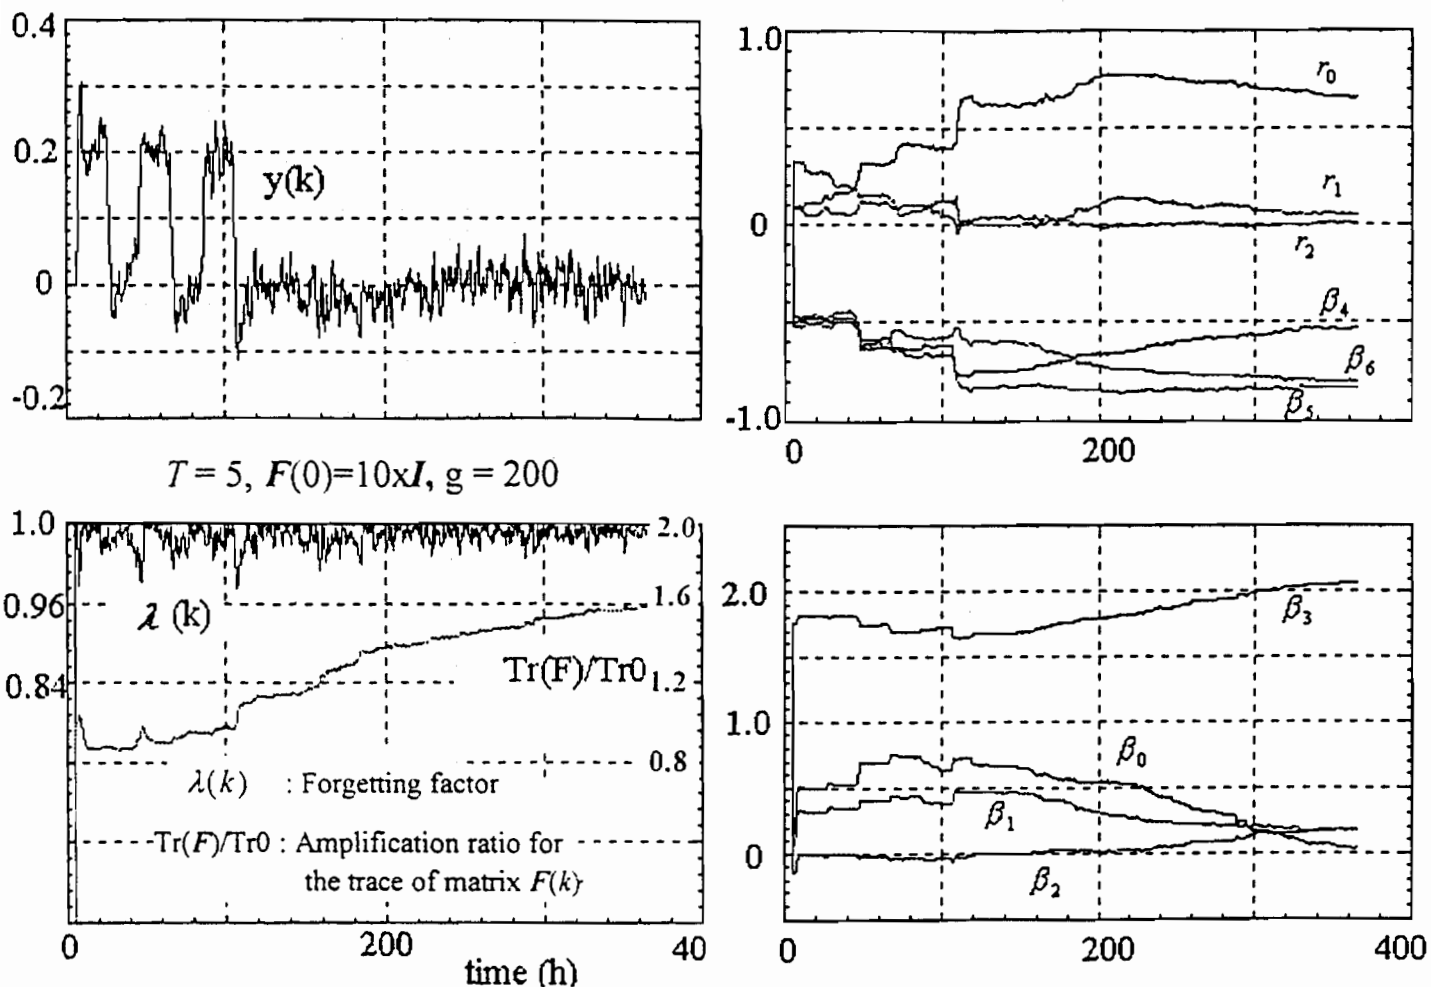 0.4
0.2
0
-0.2
y(k)
1.0
0
-1.0
r0
r1
r2
β4
β6
β5
0
200
T = 5, F(0)=10xI, g = 200
1.0
0.96
0.84
λ (k)
2.0
1.6
1.2
0.8
Tr(F)/Tr0
λ(k) : Forgetting factor
Tr(F)/Tr0 : Amplification ratio for
the trace of matrix F(k)
0
200
40
time (h)
2.0
1.0
0
β3
β0
β1
β2
0
200
400